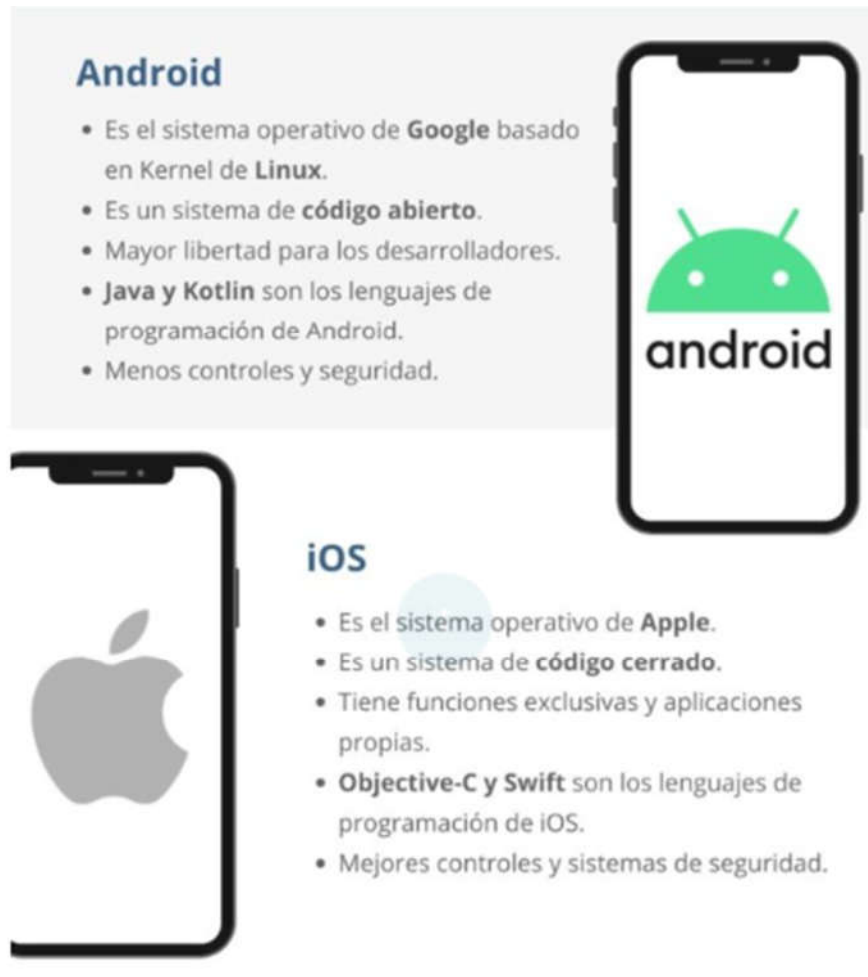 Android
• Es el sistema operativo de Google basado
en Kernel de Linux.
• Es un sistema de código abierto.
• Mayor libertad para los desarrolladores.
• Java y Kotlin son los lenguajes de
programación de Android.
• Menos controles y seguridad.
android
iOS
• Es el sistema operativo de Apple.
• Es un sistema de código cerrado.
• Tiene funciones exclusivas y aplicaciones
propias.
• Objective-C y Swift son los lenguajes de
programación de iOS.
• Mejores controles y sistemas de seguridad.